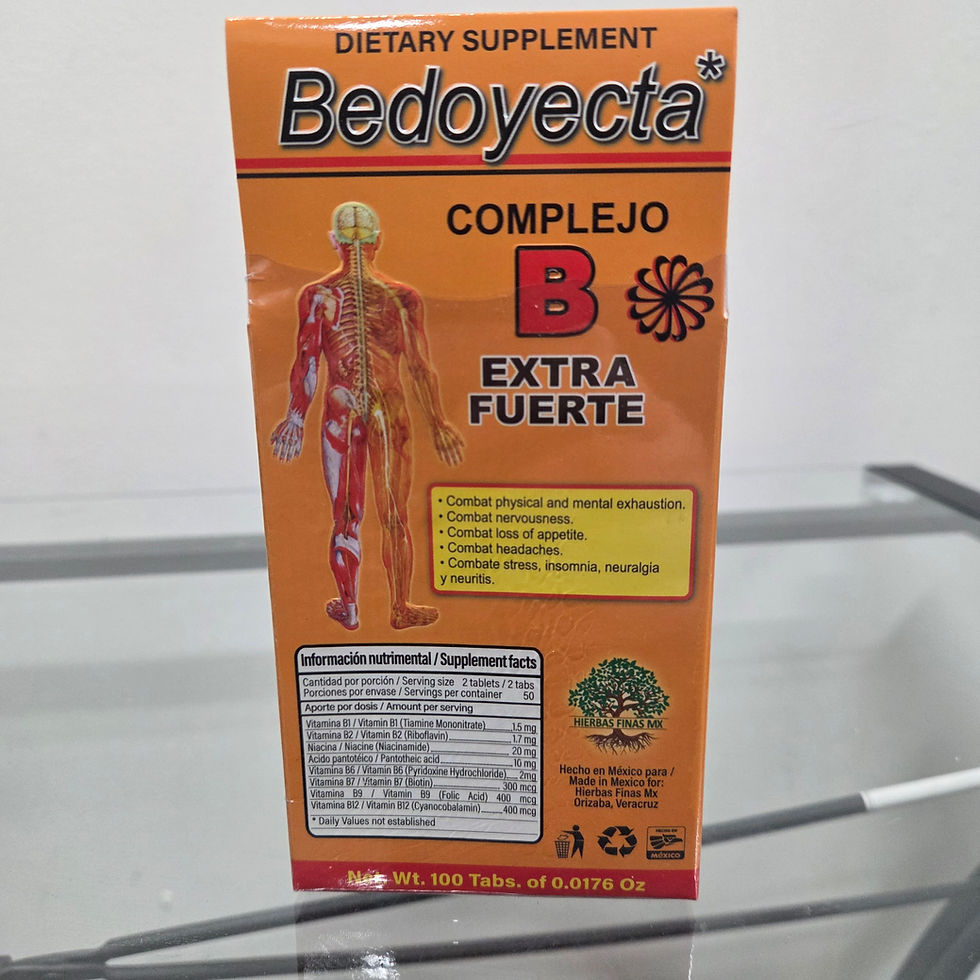 DIETARY SUPPLEMENT
Bedoyecta*
COMPLEJO
B
EXTRA
FUERTE
• Combat physical and mental exhaustion.
• Combat nervousness.
• Combat loss of appetite.
• Combat headaches.
• Combate stress, insomnia, neuralgia
y neuritis.
Información nutrimental / Supplement facts
Cantidad por porción / Serving size 2 tablets / 2 tabs
Porciones por envase / Servings per container 50
Aporte por dosis / Amount per serving
Vitamina B1 / Vitamin B1 (Tiamine Mononitrate) 1.5 mg
Vitamina B2 / Vitamin B2 (Riboflavin) 1.7 mg
Niacina / Niacine (Niacinamide) 20 mg
Acido pantotéico / Pantotheic acid 10 mg
Vitamina B6 / Vitamin B6 (Pyridoxine Hydrochloride) 2mg
Vitamina B7 / Vitamin B7 (Biotin) 300 mcg
Vitamina B9 / Vitamin B9 (Folic Acid) 400 mcg
Vitamina B12 / Vitamin B12 (Cyanocobalamin) 400 mcg
* Daily Values not established
HIERBAS FINAS MX
Hecho en México para /
Made in Mexico for:
Hierbas Finas Mx
Orizaba, Veracruz
HECHO EN
MÉXICO
Net. Wt. 100 Tabs. of 0.0176 Oz